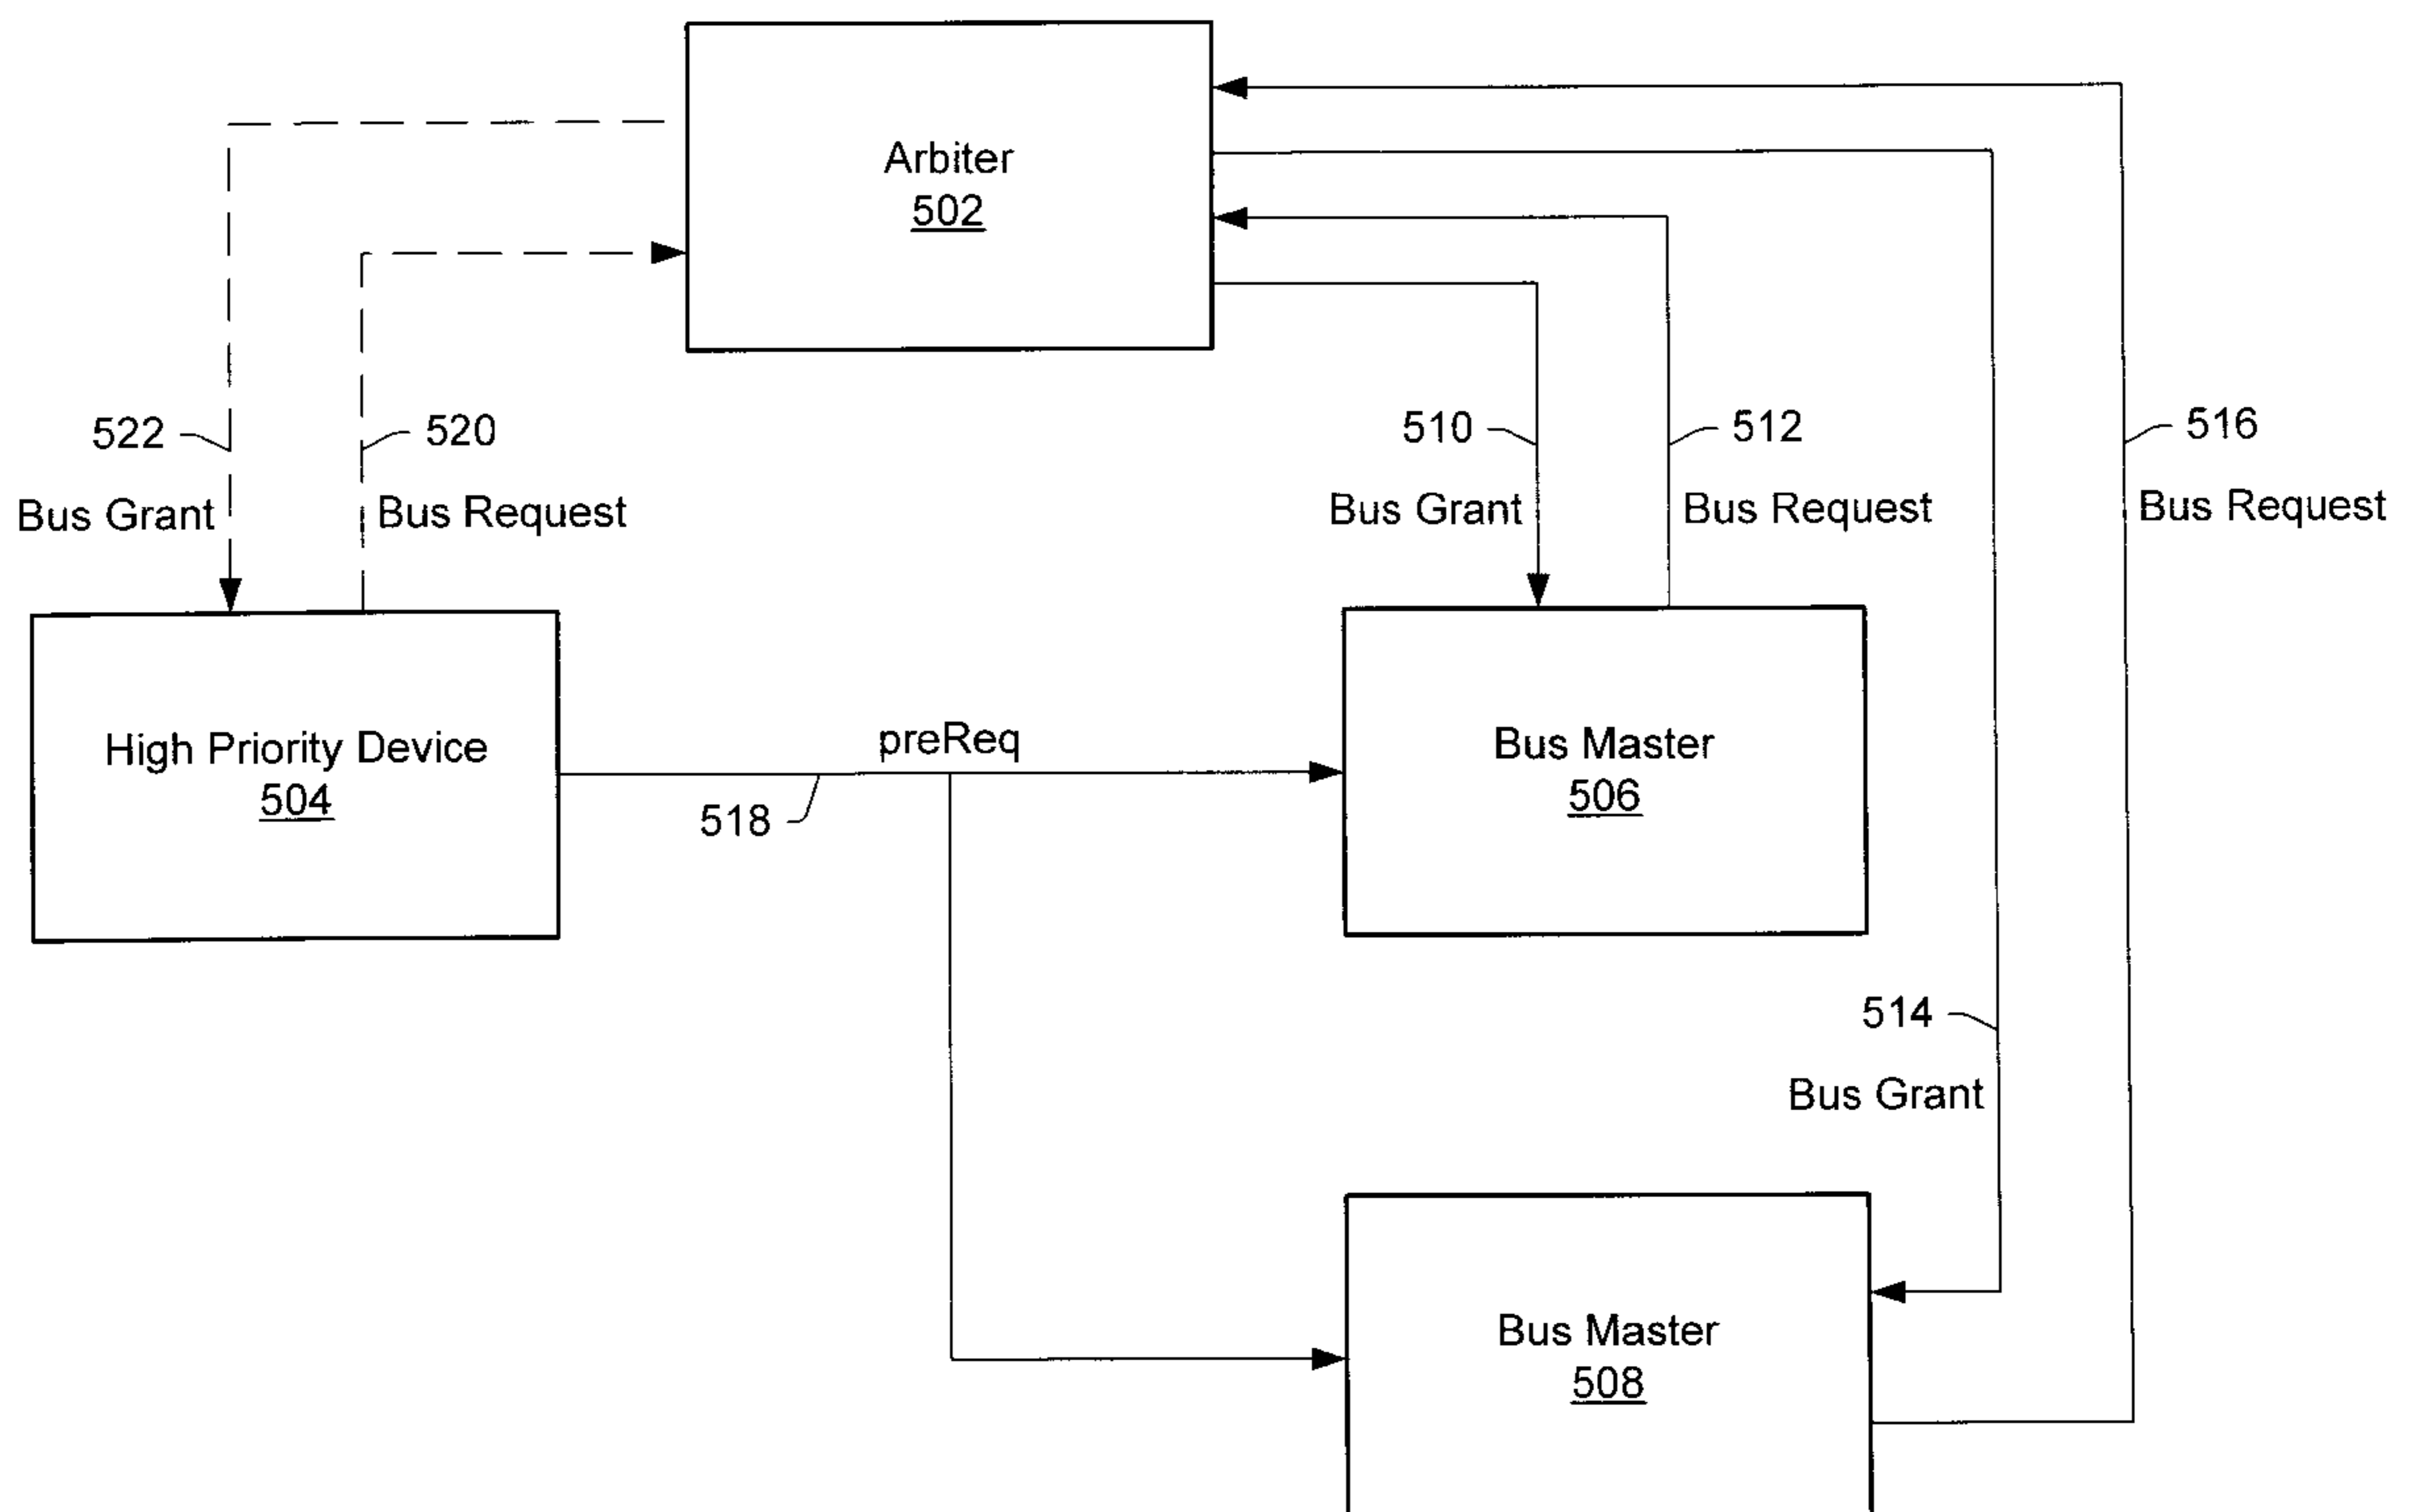 Arbiter
502
522
520
510
512
516
Bus Grant
Bus Request
Bus Grant
Bus Request
Bus Request
High Priority Device
504
preReq
518
Bus Master
506
514
Bus Grant
Bus Master
508